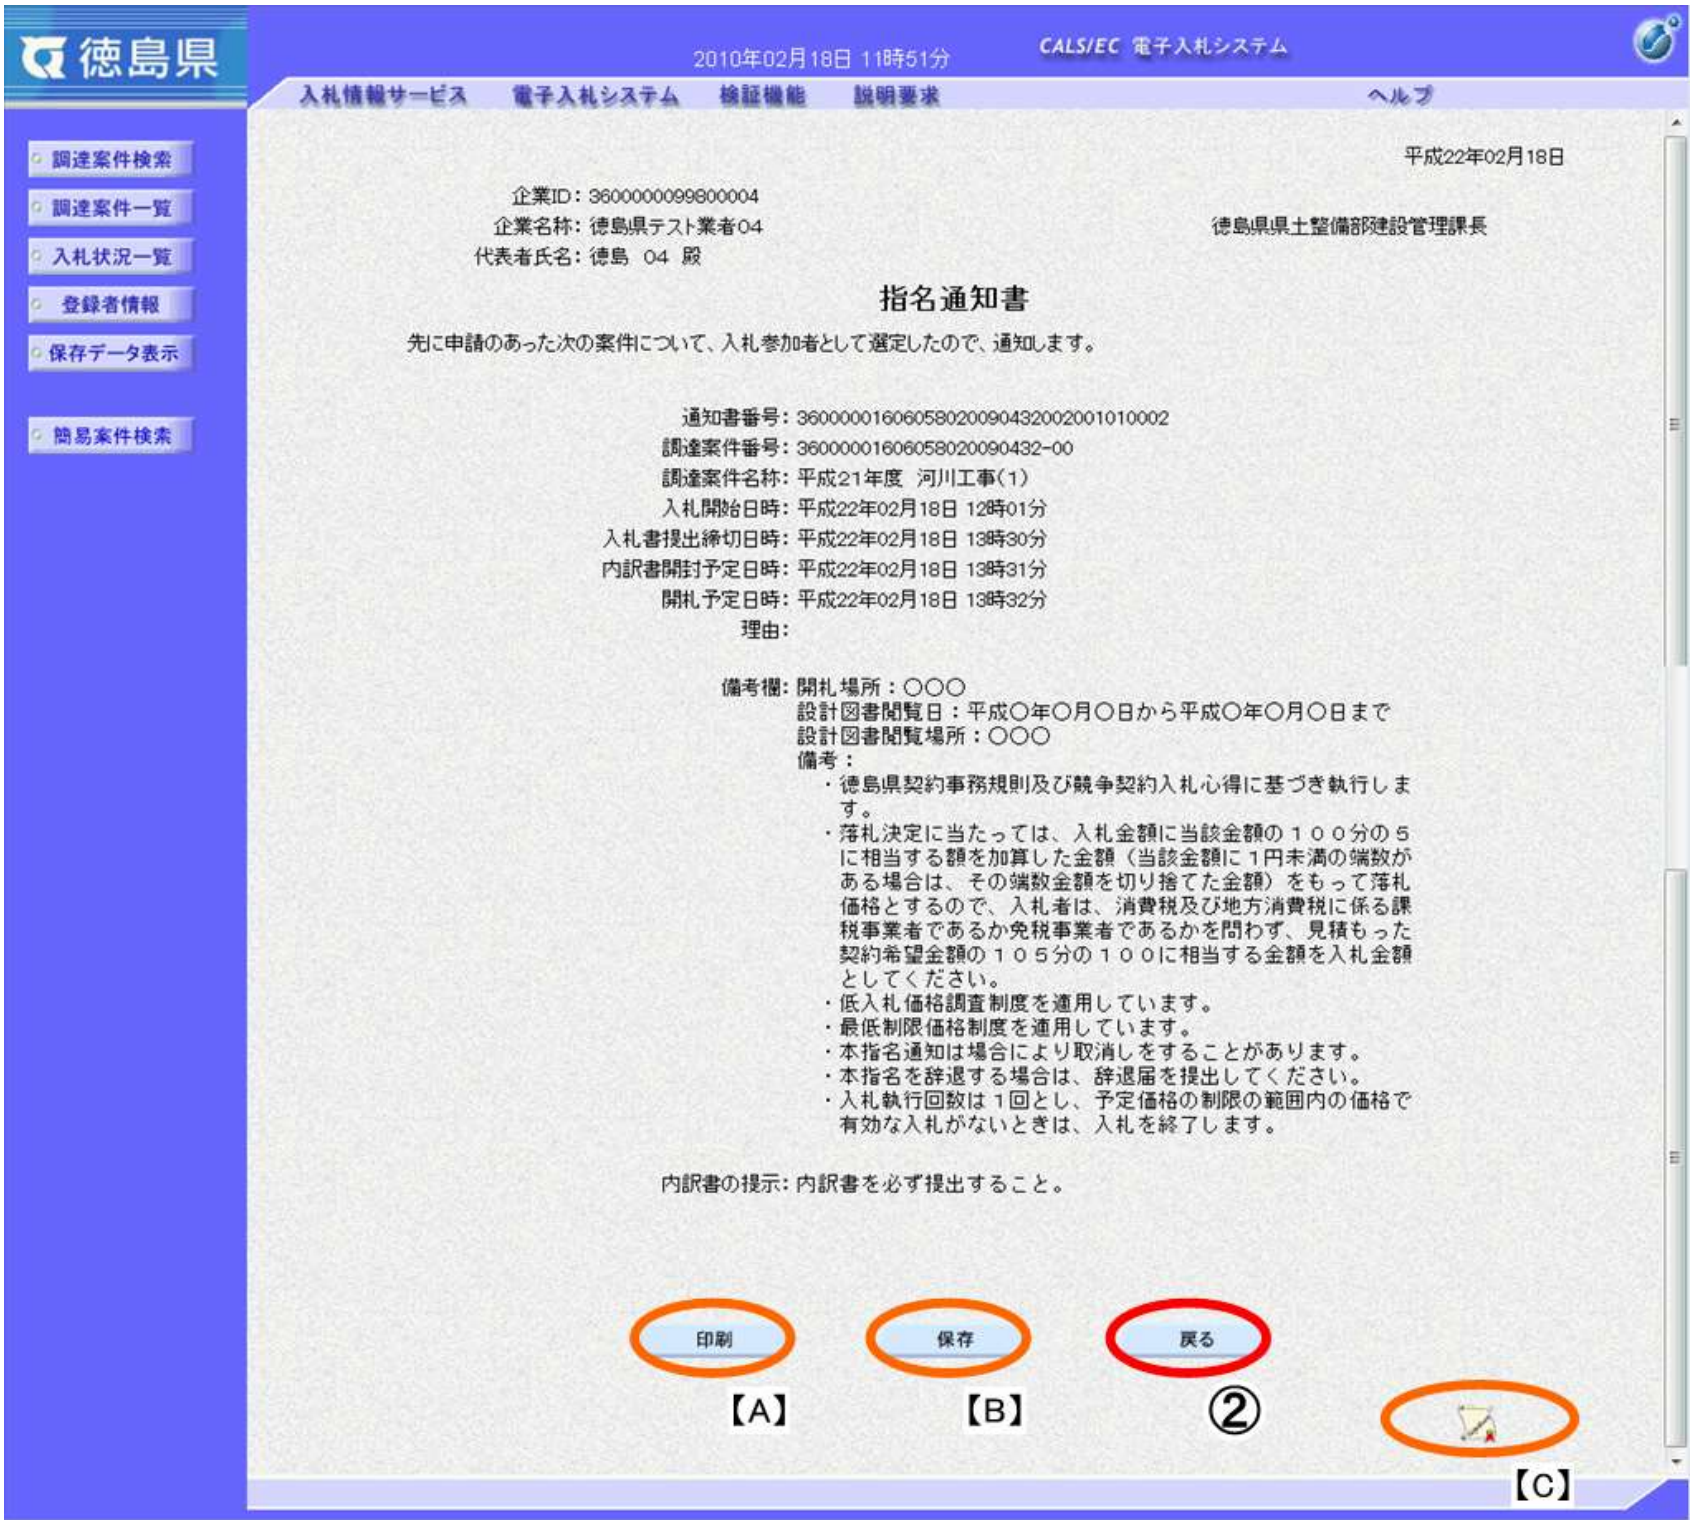 徳島県
2010年02月18日 11時51分
CALS/EC 電子入札システム
入札情報サービス 電子入札システム 検証機能 説明要求 ヘルプ
調達案件検索
調達案件一覧
入札状況一覧
登録者情報
保存データ表示
簡易案件検索
平成22年02月18日
企業ID: 3600000099800004
企業名称: 徳島県テスト業者04
徳島県県土整備部建設管理課長
代表者氏名: 徳島 04 殿
指名通知書
先に申請のあった次の案件について、入札参加者として選定したので、通知します。
通知書番号: 36000001606058020090432002001010002
調達案件番号: 36000001606058020090432-00
調達案件名称: 平成21年度 河川工事(1)
入札開始日時: 平成22年02月18日 12時01分
入札書提出締切日時: 平成22年02月18日 13時30分
内訳書開封予定日時: 平成22年02月18日 13時31分
開札予定日時: 平成22年02月18日 13時32分
理由:
備考欄: 開札場所：〇〇〇
設計図書閲覧日：平成〇年〇月〇日から平成〇年〇月〇日まで
設計図書閲覧場所：〇〇〇
備考：
・徳島県契約事務規則及び競争契約入札心得に基づき執行しま
す。
・落札決定に当たっては、入札金額に当該金額の１００分の５
に相当する額を加算した金額（当該金額に１円未満の端数が
ある場合は、その端数金額を切り捨てた金額）をもって落札
価格とするので、入札者は、消費税及び地方消費税に係る課
税事業者であるか免税事業者であるかを問わず、見積もった
契約希望金額の１０５分の１００に相当する金額を入札金額
としてください。
・低入札価格調査制度を適用しています。
・最低制限価格制度を適用しています。
・本指名通知は場合により取消しをすることがあります。
・本指名を辞退する場合は、辞退届を提出してください。
・入札執行回数は１回とし、予定価格の制限の範囲内の価格で
有効な入札がないときは、入札を終了します。
内訳書の提示: 内訳書を必ず提出すること。
印刷 保存 戻る
【A】 【B】 ②
【C】